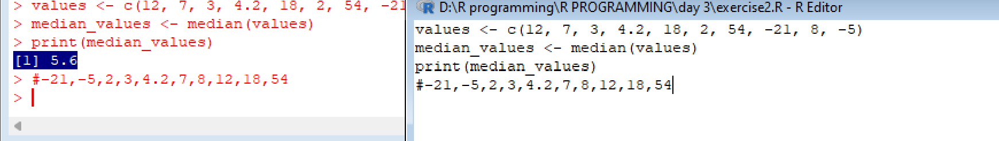 > values <- c(12, 7, 3, 4.2, 18, 2, 54, -21
> median_values <- median(values)
> print(median_values)
[1] 5.6
> #-21,-5,2,3,4.2,7,8,12,18,54
>
D:\R programming\R PROGRAMMING\day 3\exercise2.R - R Editor
values <- c(12, 7, 3, 4.2, 18, 2, 54, -21, 8, -5)
median_values <- median(values)
print(median_values)
#-21,-5,2,3,4.2,7,8,12,18,54